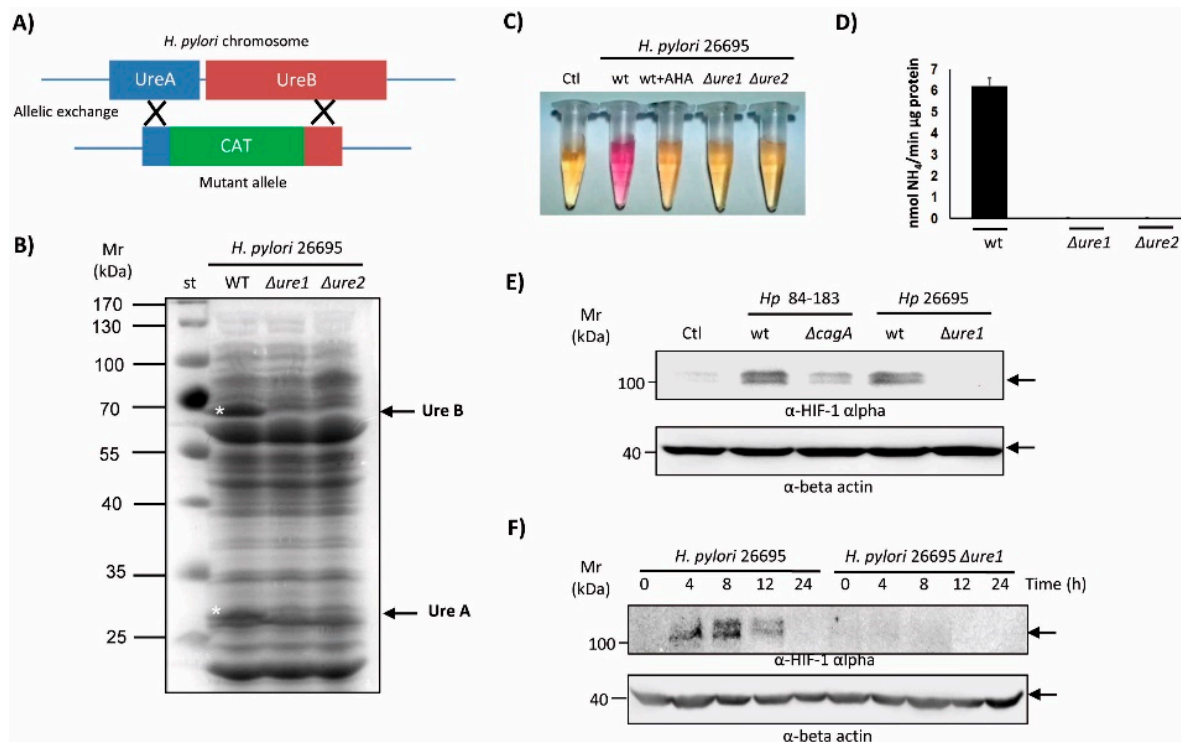 A)
H. pylori chromosome
UreA UreB
Allelic exchange
CAT
Mutant allele
B)
H. pylori 26695
Mr
(kDa)
st WT Δure1 Δure2
170
130
100
70
55
40
35
25
*
*
Ure B
Ure A
C)
H. pylori 26695
Ctl wt wt+AHA Δure1 Δure2
D)
nmol NH4/min µg protein
7
6
5
4
3
2
1
0
wt Δure1 Δure2
E)
Hp 84-183 Hp 26695
Mr
(kDa)
Ctl wt ΔcagA wt Δure1
100
α-HIF-1 alpha
40
α-beta actin
F)
H. pylori 26695 H. pylori 26695 Δure1
Mr
(kDa)
0 4 8 12 24 0 4 8 12 24 Time (h)
100
α-HIF-1 alpha
40
α-beta actin